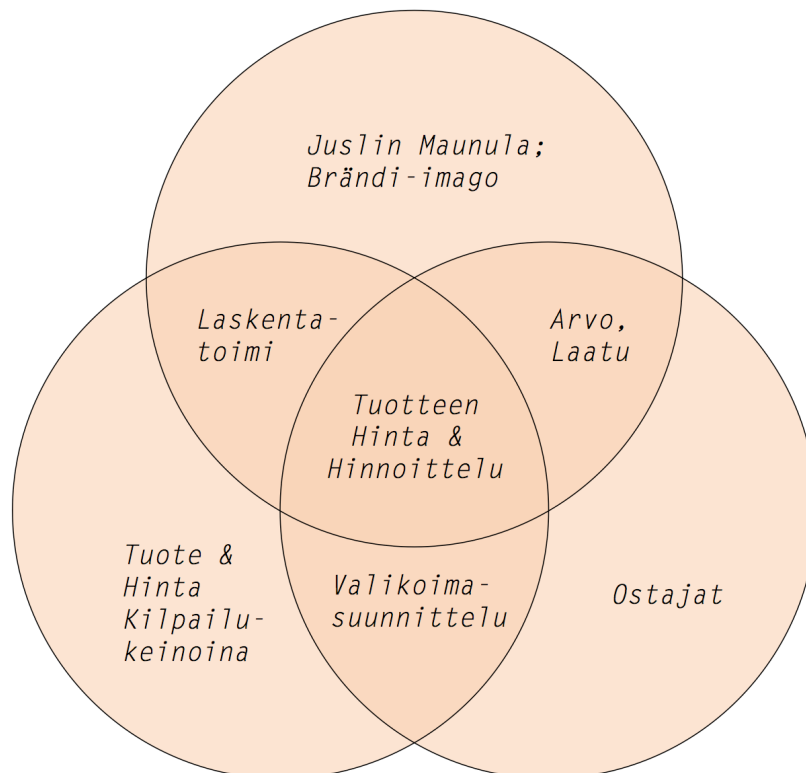 Juslin Maunula;
Brändi-imago
Laskenta-
toimi
Arvo,
Laatu
Tuotteen
Hinta &
Hinnoittelu
Tuote &
Hinta
Kilpailu-
keinoina
Valikoima-
suunnittelu
Ostajat